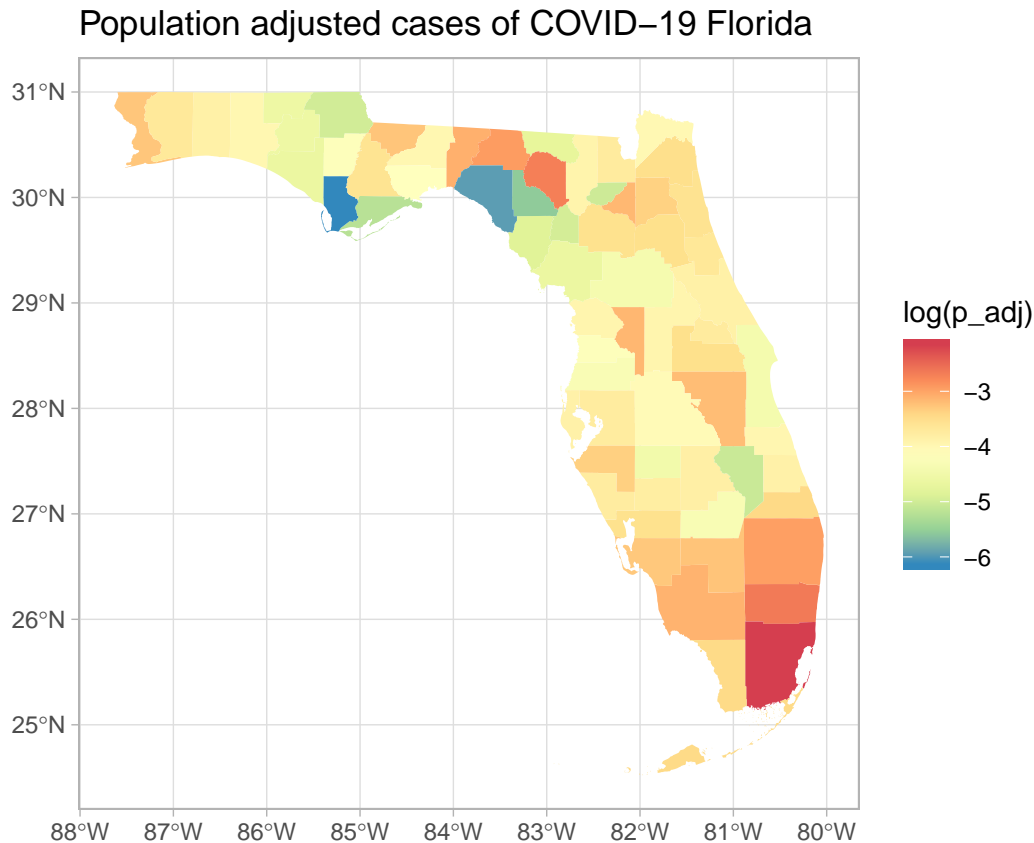 Population adjusted cases of COVID−19 Florida
31°N
30°N
29°N
28°N
27°N
26°N
25°N
88°W 87°W 86°W 85°W 84°W 83°W 82°W 81°W 80°W
log(p_adj)
−3
−4
−5
−6